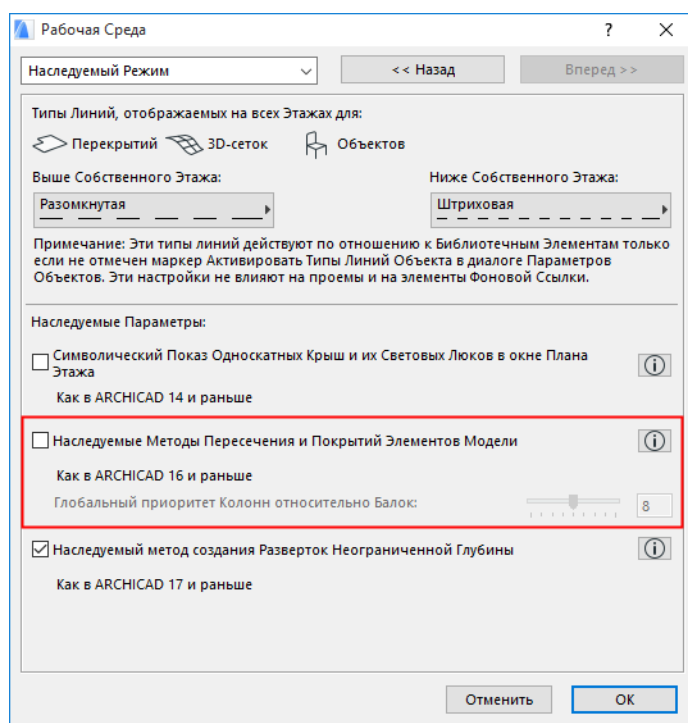 Рабочая Среда
Наследуемый Режим
<< Назад
Вперед >>
Типы Линий, отображаемых на всех Этажах для:
Перекрытий 3D-сеток Объектов
Выше Собственного Этажа:
Ниже Собственного Этажа:
Разомкнутая
Штриховая
Примечание: Эти типы линий действуют по отношению к Библиотечным Элементам только
если не отмечен маркер Активировать Типы Линий Объекта в диалоге Параметров
Объектов. Эти настройки не влияют на проемы и на элементы Фоновой Ссылки.
Наследуемые Параметры:
Символический Показ Односкатных Крыш и их Световых Люков в окне Плана
Этажа
Как в ARCHICAD 14 и раньше
Наследуемые Методы Пересечения и Покрытий Элементов Модели
Как в ARCHICAD 16 и раньше
Глобальный приоритет Колонн относительно Балок:
8
Наследуемый метод создания Разверток Неограниченной Глубины
Как в ARCHICAD 17 и раньше
Отменить
OK